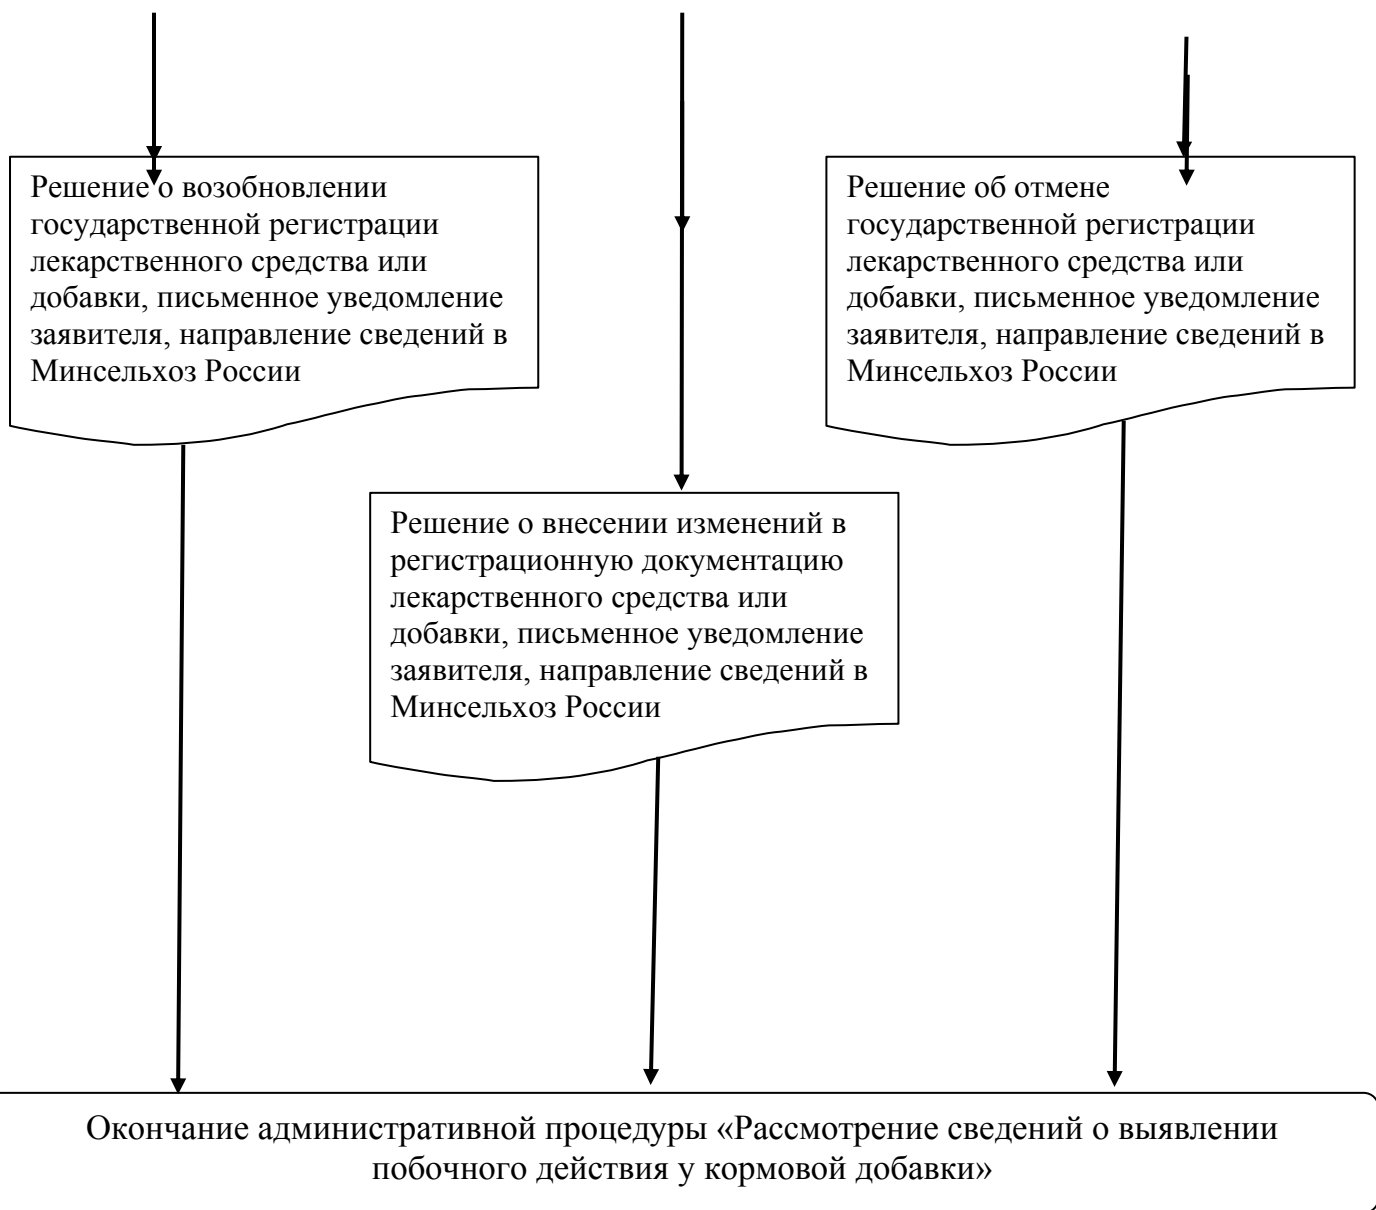 Решение о возобновлении
государственной регистрации
лекарственного средства или
добавки, письменное уведомление
заявителя, направление сведений в
Минсельхоз России
Решение об отмене
государственной регистрации
лекарственного средства или
добавки, письменное уведомление
заявителя, направление сведений в
Минсельхоз России
Решение о внесении изменений в
регистрационную документацию
лекарственного средства или
добавки, письменное уведомление
заявителя, направление сведений в
Минсельхоз России
Окончание административной процедуры «Рассмотрение сведений о выявлении
побочного действия у кормовой добавки»